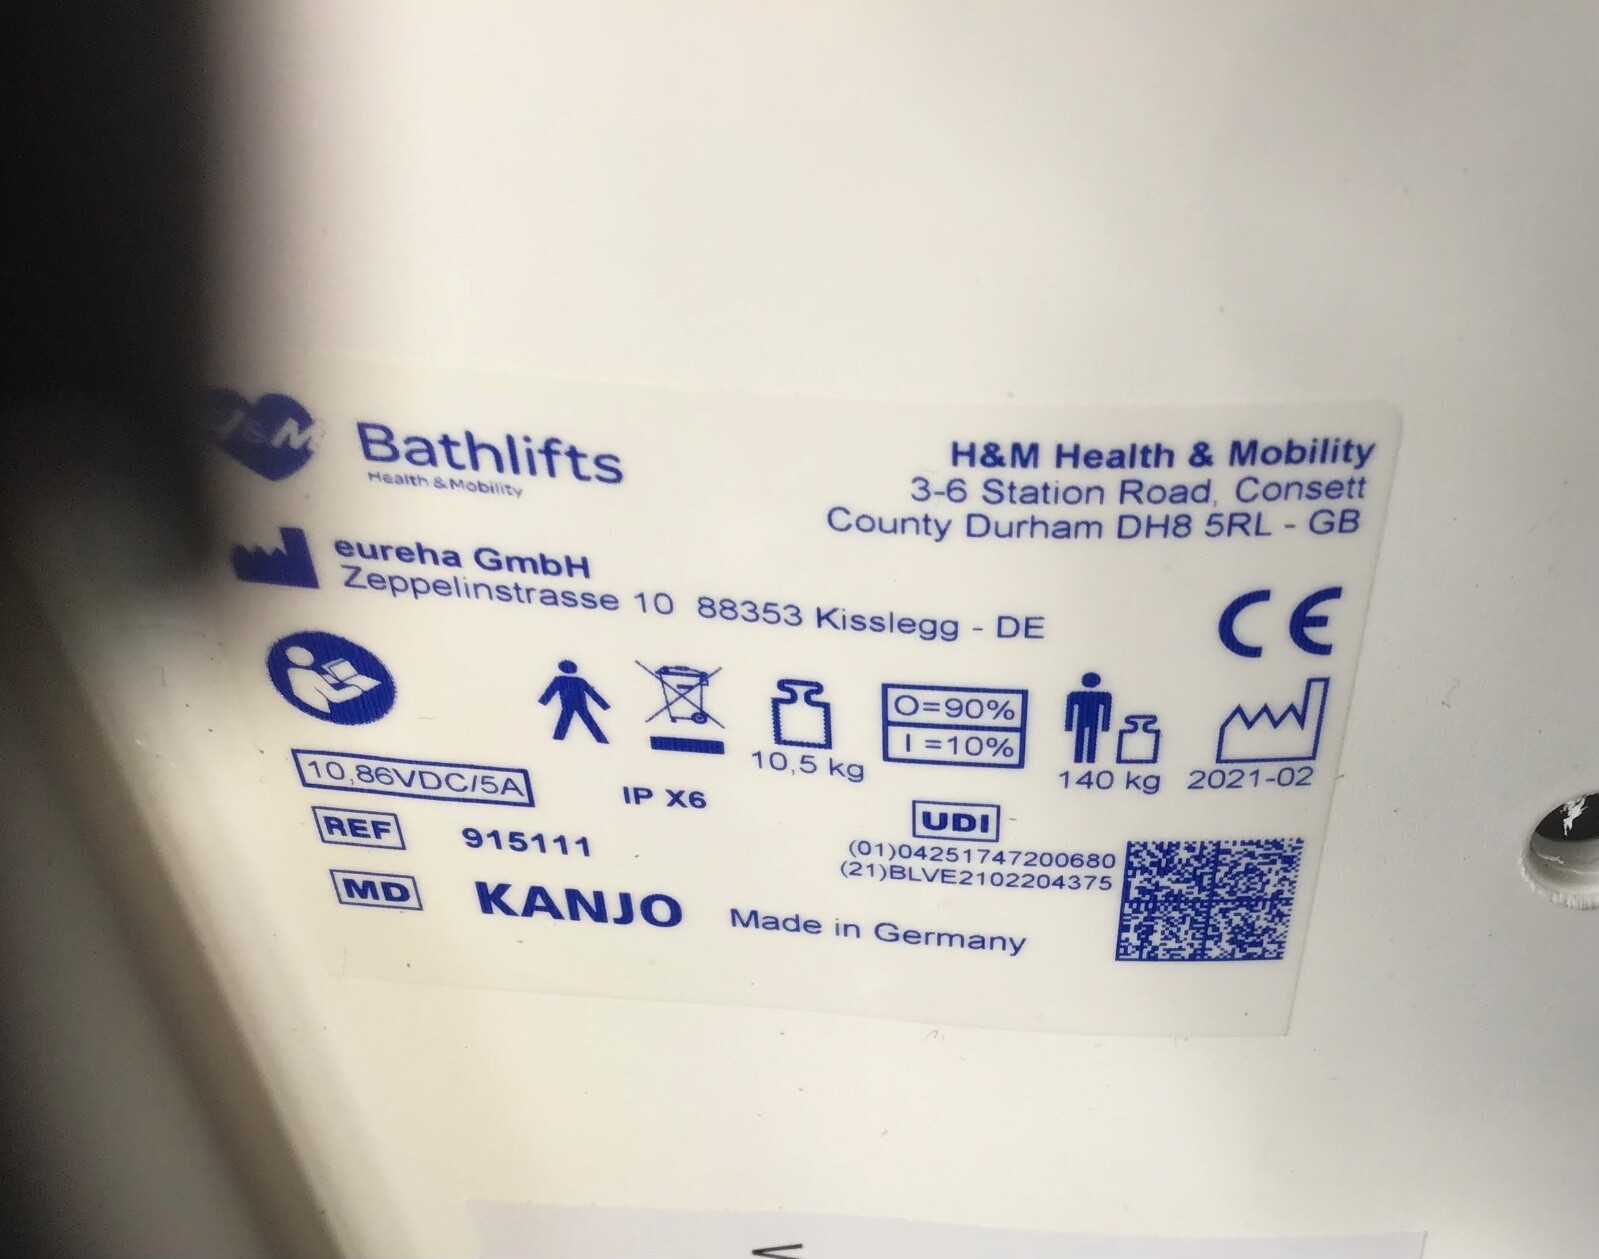 H&M
Bathlifts
Health & Mobility
H&M Health & Mobility
3-6 Station Road, Consett
County Durham DH8 5RL - GB
eureha GmbH
Zeppelinstrasse 10 88353 Kisslegg - DE
CE
O=90%
I =10%
10,5 kg
140 kg
2021-02
10,86VDC/5A
IP X6
REF 915111
UDI
(01)04251747200680
(21)BLVE2102204375
MD KANJO Made in Germany